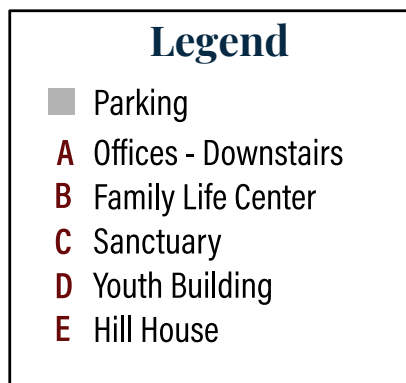 Legend
Parking
A Offices - Downstairs
B Family Life Center
C Sanctuary
D Youth Building
E Hill House